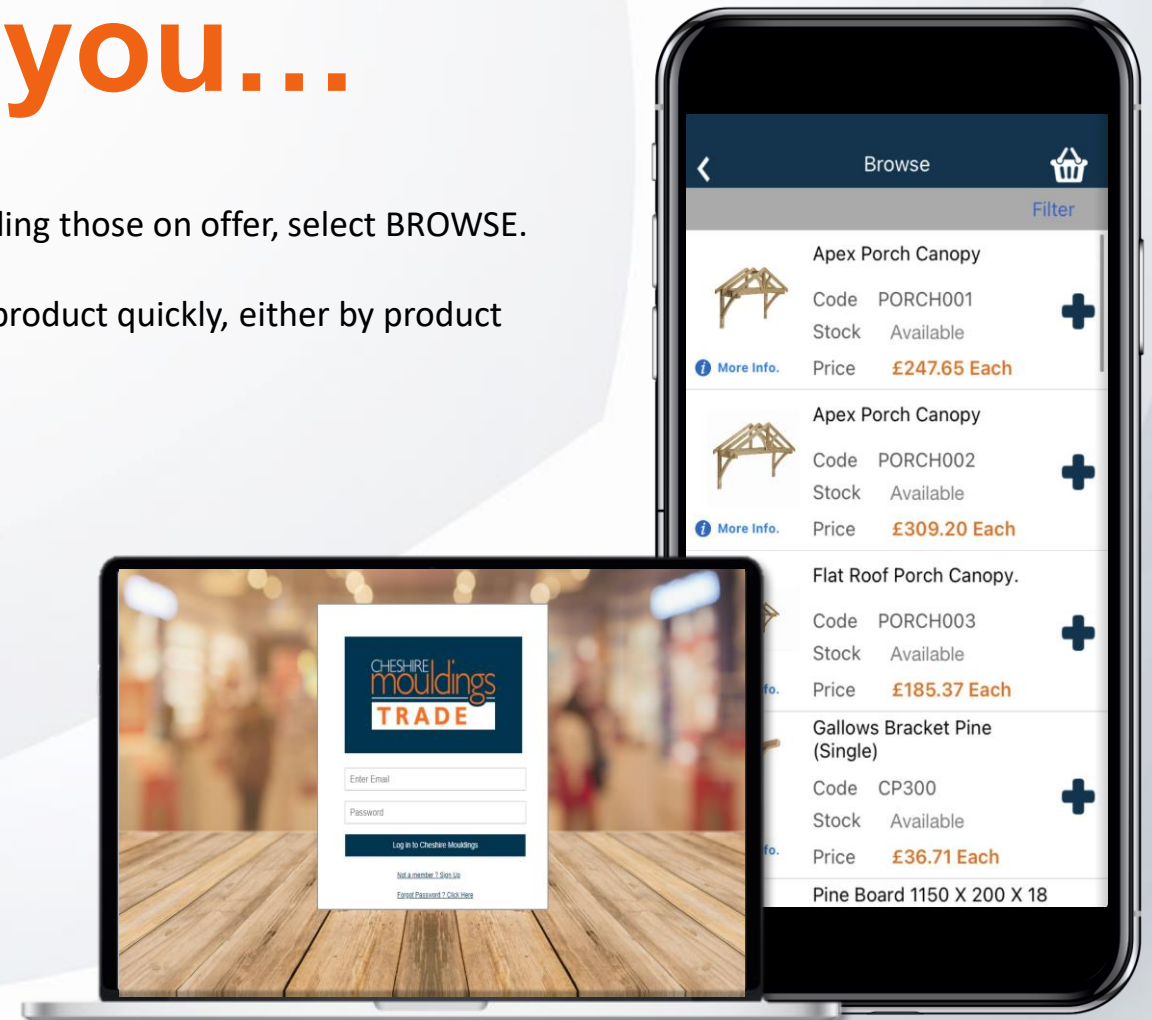 you...
ling those on offer, select BROWSE.
product quickly, either by product
Browse
Filter
Apex Porch Canopy
Code PORCH001
Stock Available
More Info. Price £247.65 Each
Apex Porch Canopy
Code PORCH002
Stock Available
More Info. Price £309.20 Each
Flat Roof Porch Canopy.
Code PORCH003
Stock Available
fo. Price £185.37 Each
Gallows Bracket Pine
(Single)
Code CP300
Stock Available
fo. Price £36.71 Each
Pine Board 1150 X 200 X 18
CHESHIRE
mouldings
TRADE
Enter Email
Password
Log in to Cheshire Mouldings
Not a member ? Sign Up
Forgot Password ? Click Here